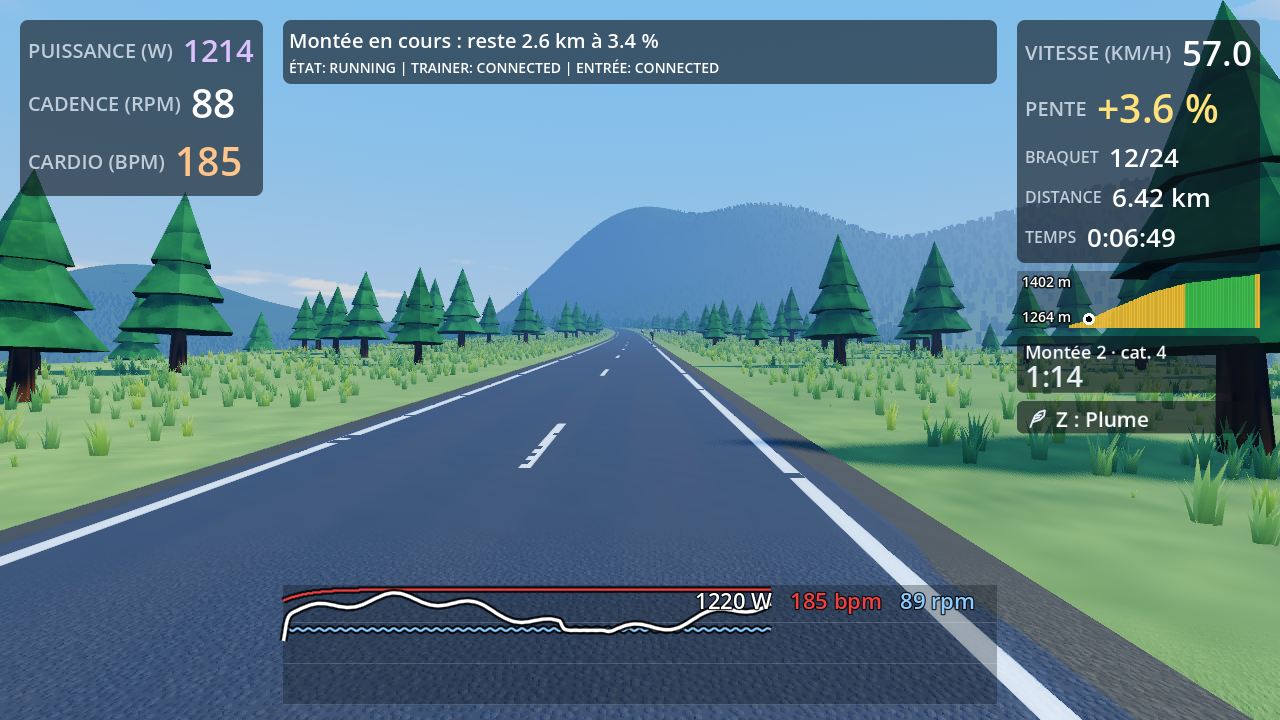 PUISSANCE (W) 1214
CADENCE (RPM) 88
CARDIO (BPM) 185
Montée en cours : reste 2.6 km à 3.4 %
ÉTAT: RUNNING | TRAINER: CONNECTED | ENTRÉE: CONNECTED
VITESSE (KM/H) 57.0
PENTE +3.6 %
BRAQUET 12/24
DISTANCE 6.42 km
TEMPS 0:06:49
1402 m
1264 m
Montée 2 · cat. 4
1:14
Z : Plume
1220 W 185 bpm 89 rpm